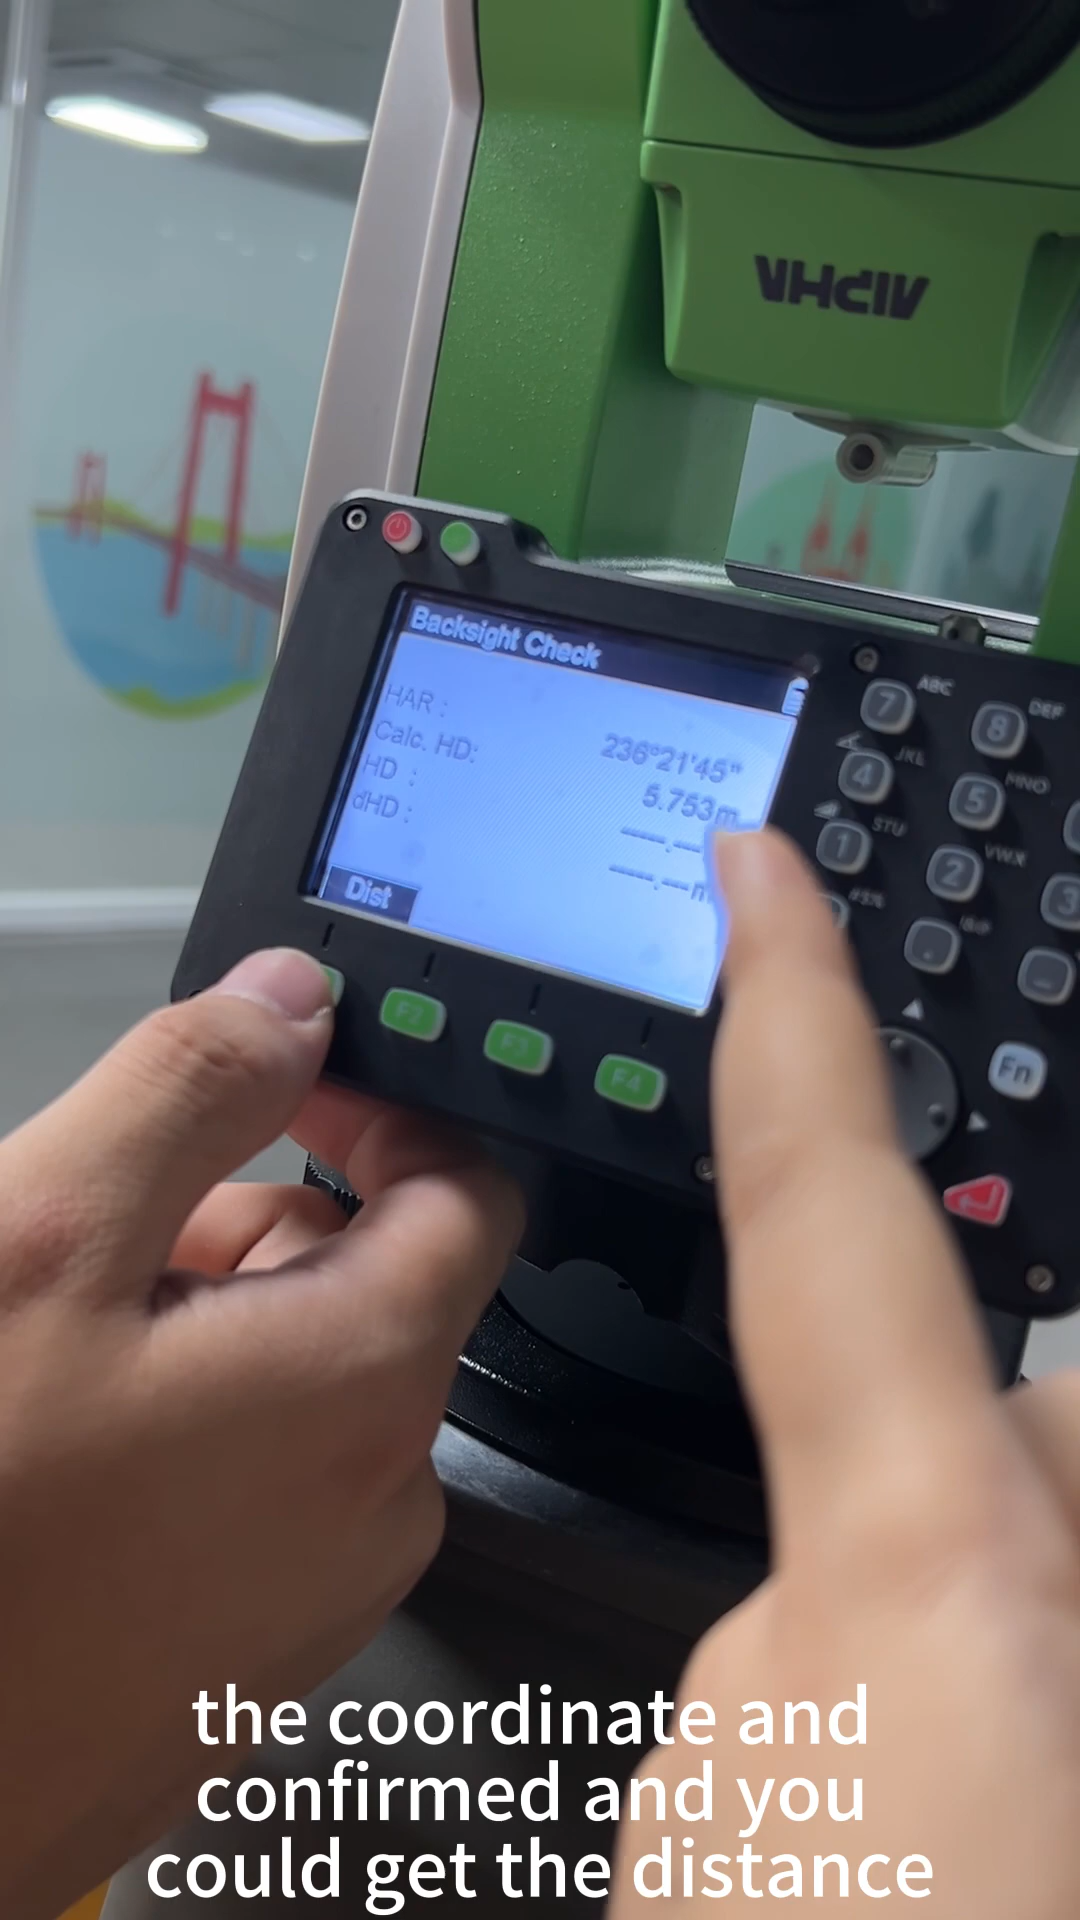 AIPHA
Backsight Check
HAR :
236°21'45"
Calc. HD:
5.753m
HD :
-----.---
dHD :
-----.---m
Dist
F2
F3
F4
7
ABC
8
DEF
4
JKL
5
MNO
1
STU
2
VWX
3
.
Fn
the coordinate and
confirmed and you
could get the distance